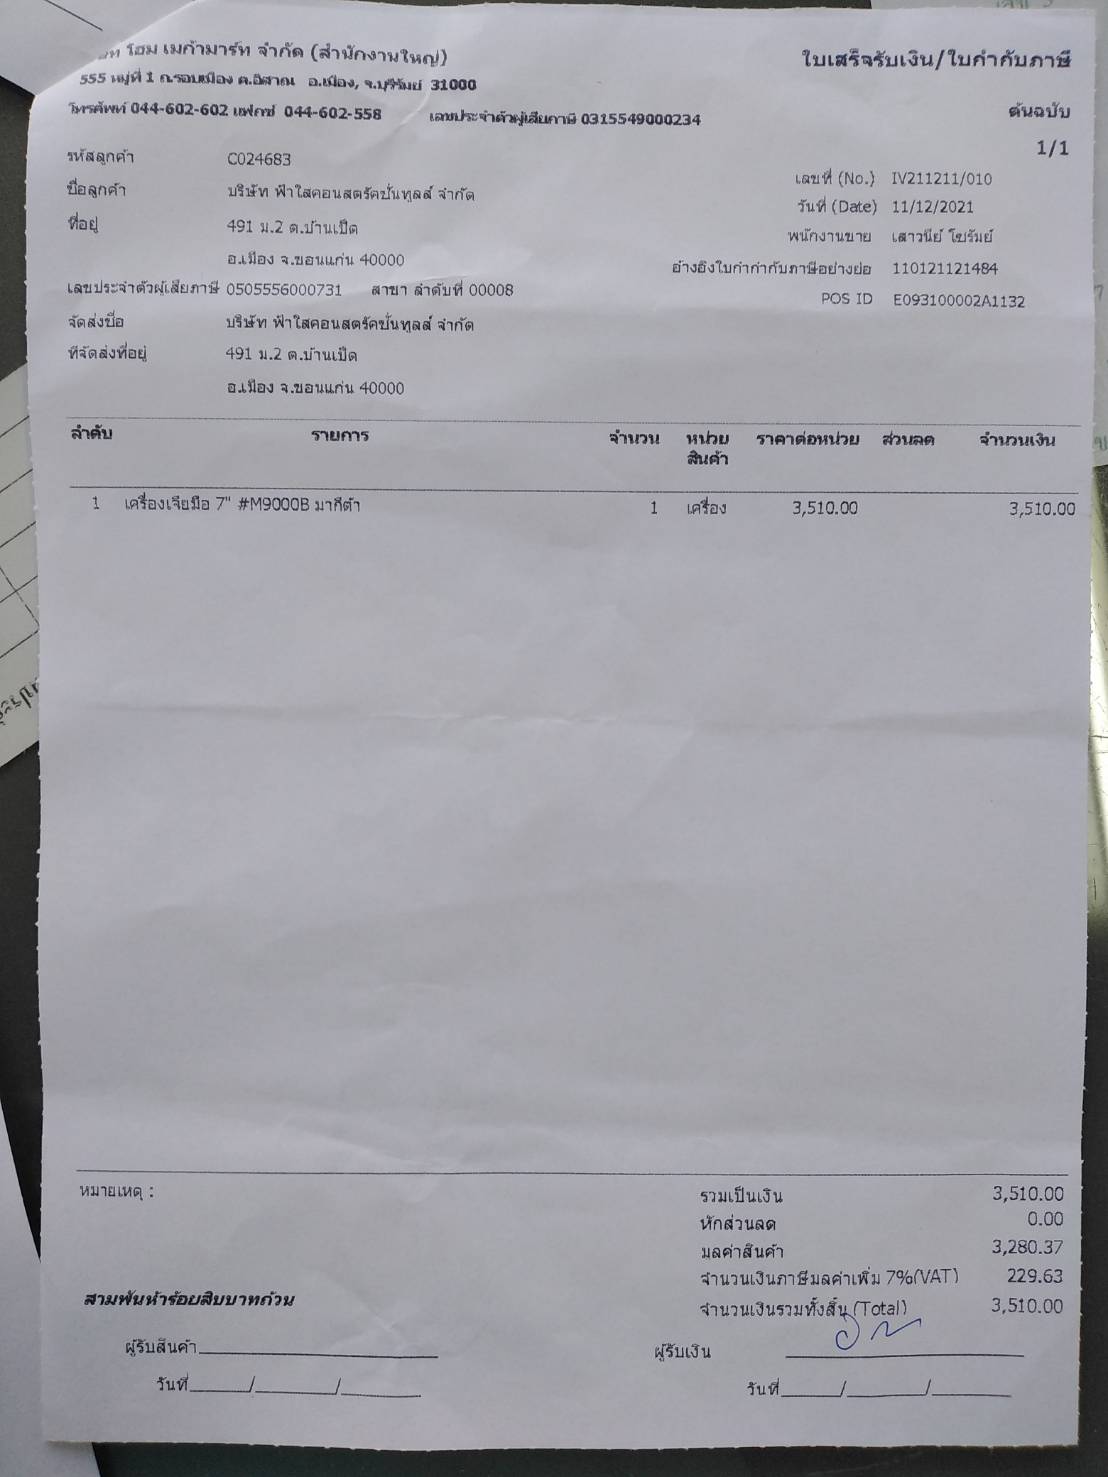 โฮม เมก้ามาร์ท จำกัด (สำนักงานใหญ่)
ใบเสร็จรับเงิน/ใบกำกับภาษี
555 หมู่ที่ 1 ถ.รอบเมือง ต.อิสาณ อ.เมือง, จ.บุรีรัมย์ 31000
โทรศัพท์ 044-602-602 แฟกซ์ 044-602-558 เลขประจำตัวผู้เสียภาษี 0315549000234
ต้นฉบับ
1/1
รหัสลูกค้า C024683
ชื่อลูกค้า บริษัท ฟ้าใสคอนสตรัคชั่นทูลส์ จำกัด
ที่อยู่ 491 ม.2 ต.บ้านเป็ด
อ.เมือง จ.ขอนแก่น 40000
เลขประจำตัวผู้เสียภาษี 0505556000731 สาขา ลำดับที่ 00008
จัดส่งชื่อ บริษัท ฟ้าใสคอนสตรัคชั่นทูลส์ จำกัด
ที่จัดส่งที่อยู่ 491 ม.2 ต.บ้านเป็ด
อ.เมือง จ.ขอนแก่น 40000
เลขที่ (No.) IV211211/010
วันที่ (Date) 11/12/2021
พนักงานขาย เสาวนีย์ โชรัมย์
อ้างอิงใบกำกำกับภาษีอย่างย่อ 110121121484
POS ID E093100002A1132
ลำดับ รายการ จำนวน หน่วย ราคาต่อหน่วย ส่วนลด จำนวนเงิน
สินค้า
1 เครื่องเจียมือ 7" #M9000B มากีต้า 1 เครื่อง 3,510.00 3,510.00
หมายเหตุ :
รวมเป็นเงิน 3,510.00
หักส่วนลด 0.00
มูลค่าสินค้า 3,280.37
จำนวนเงินภาษีมูลค่าเพิ่ม 7%(VAT) 229.63
สามพันห้าร้อยสิบบาทถ้วน
จำนวนเงินรวมทั้งสิ้น (Total) 3,510.00
ผู้รับสินค้า ผู้รับเงิน
วันที่ / / วันที่ / /